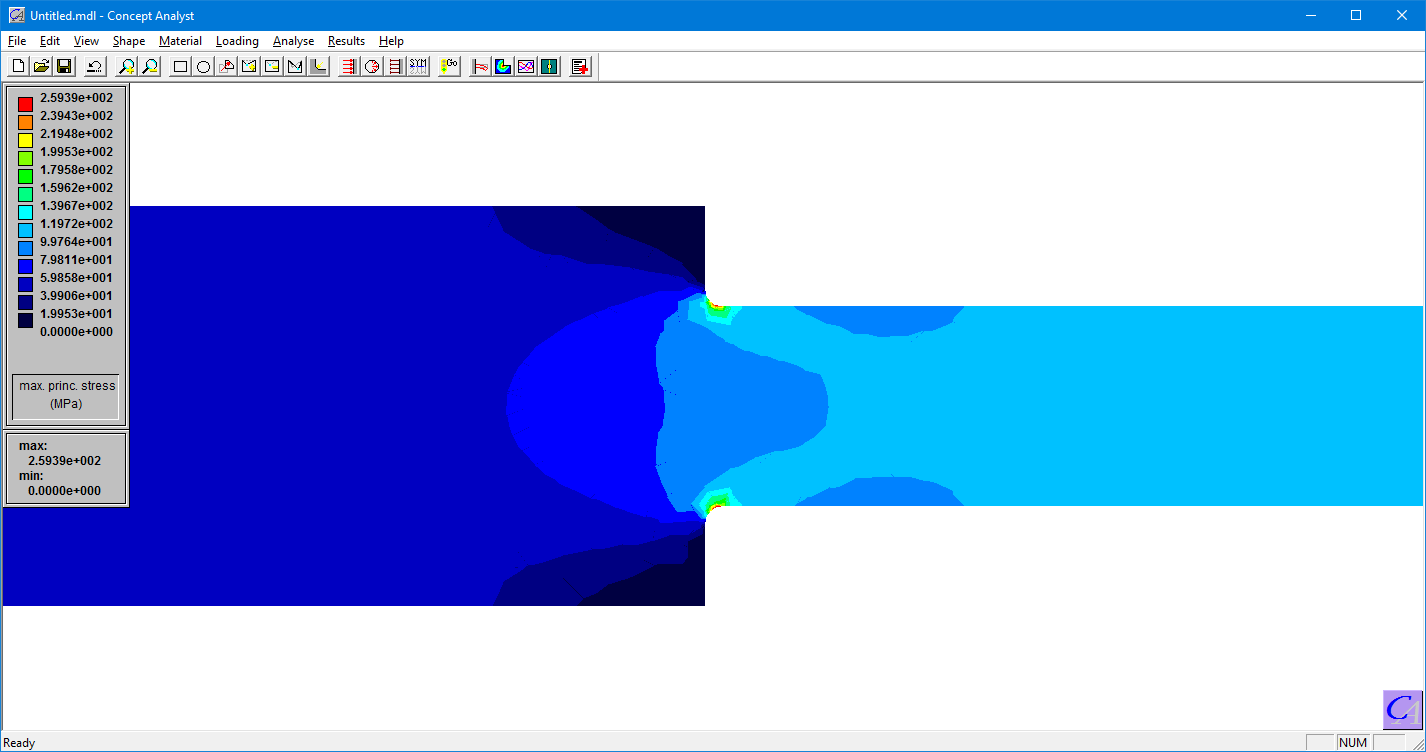 Untitled.mdl - Concept Analyst
File Edit View Shape Material Loading Analyse Results Help
SYM Go
2.5939e+002
2.3943e+002
2.1948e+002
1.9953e+002
1.7958e+002
1.5962e+002
1.3967e+002
1.1972e+002
9.9764e+001
7.9811e+001
5.9858e+001
3.9906e+001
1.9953e+001
0.0000e+000
max. princ. stress
(MPa)
max:
2.5939e+002
min:
0.0000e+000
CA
Ready NUM